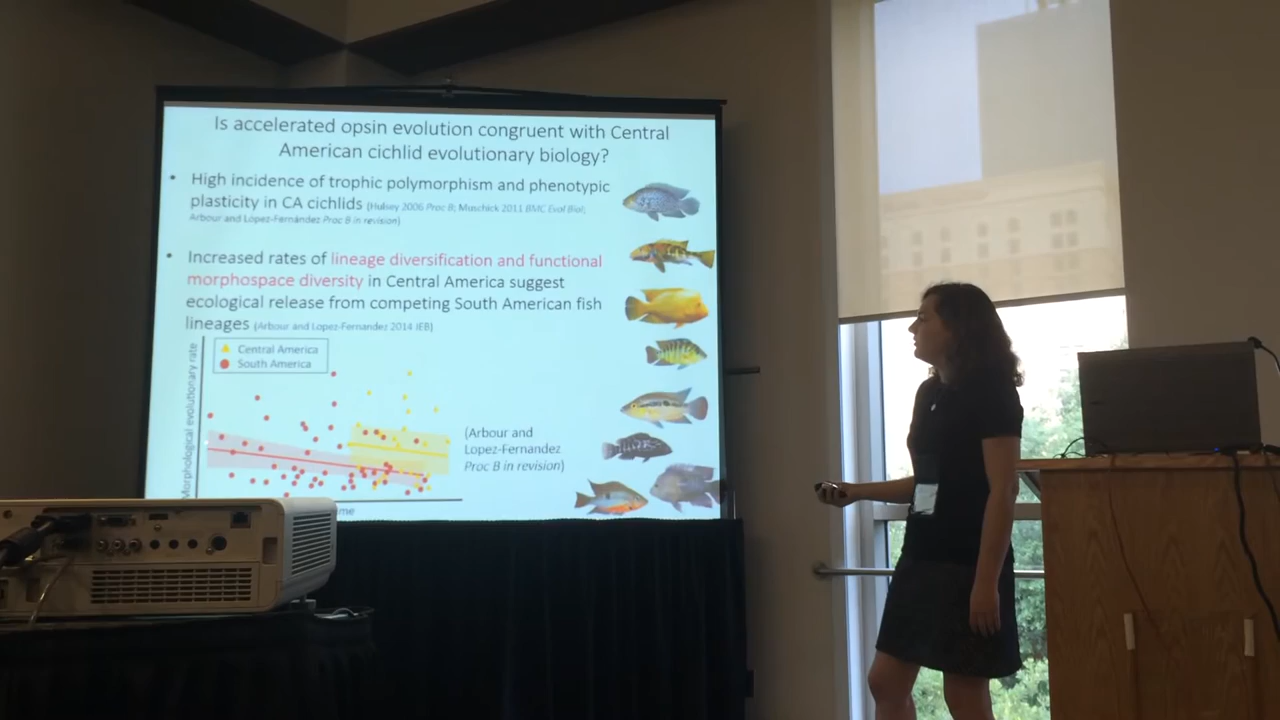 Is accelerated opsin evolution congruent with Central
American cichlid evolutionary biology?
• High incidence of trophic polymorphism and phenotypic
plasticity in CA cichlids (Hulsey 2006 Proc B; Muschick 2011 BMC Evol Biol;
Arbour and Lopez-Fernández Proc B in revision)
• Increased rates of lineage diversification and functional
morphospace diversity in Central America suggest
ecological release from competing South American fish
lineages (Arbour and Lopez-Fernandez 2014 JEB)
Morphological evolutionary rate
Central America
South America
(Arbour and
Lopez-Fernandez
Proc B in revision)
me